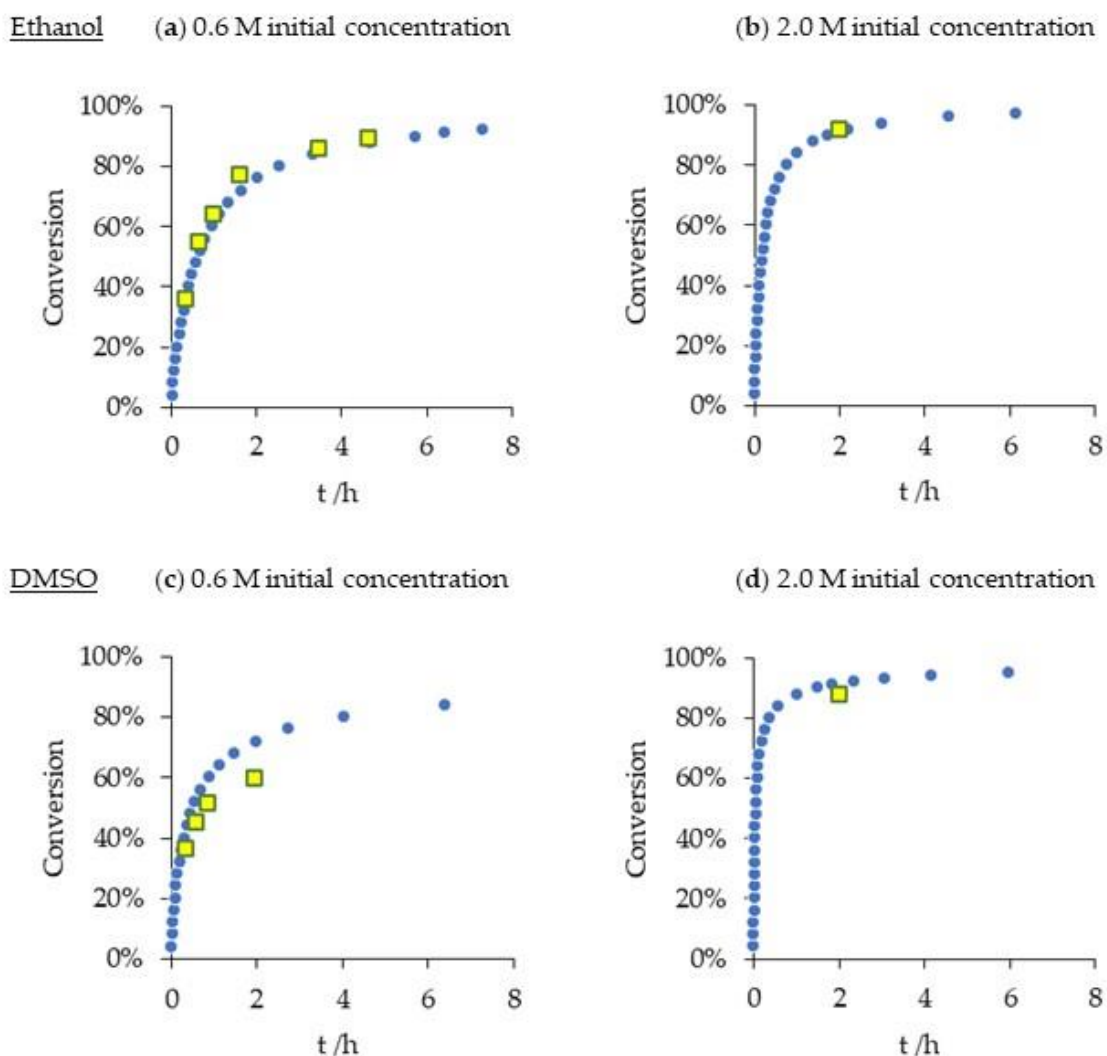 Ethanol (a) 0.6 M initial concentration (b) 2.0 M initial concentration
100%
80%
60%
40%
20%
0%
Conversion
0 2 4 6 8
t /h
100%
80%
60%
40%
20%
0%
Conversion
0 2 4 6 8
t /h
DMSO (c) 0.6 M initial concentration (d) 2.0 M initial concentration
100%
80%
60%
40%
20%
0%
Conversion
0 2 4 6 8
t /h
100%
80%
60%
40%
20%
0%
Conversion
0 2 4 6 8
t /h